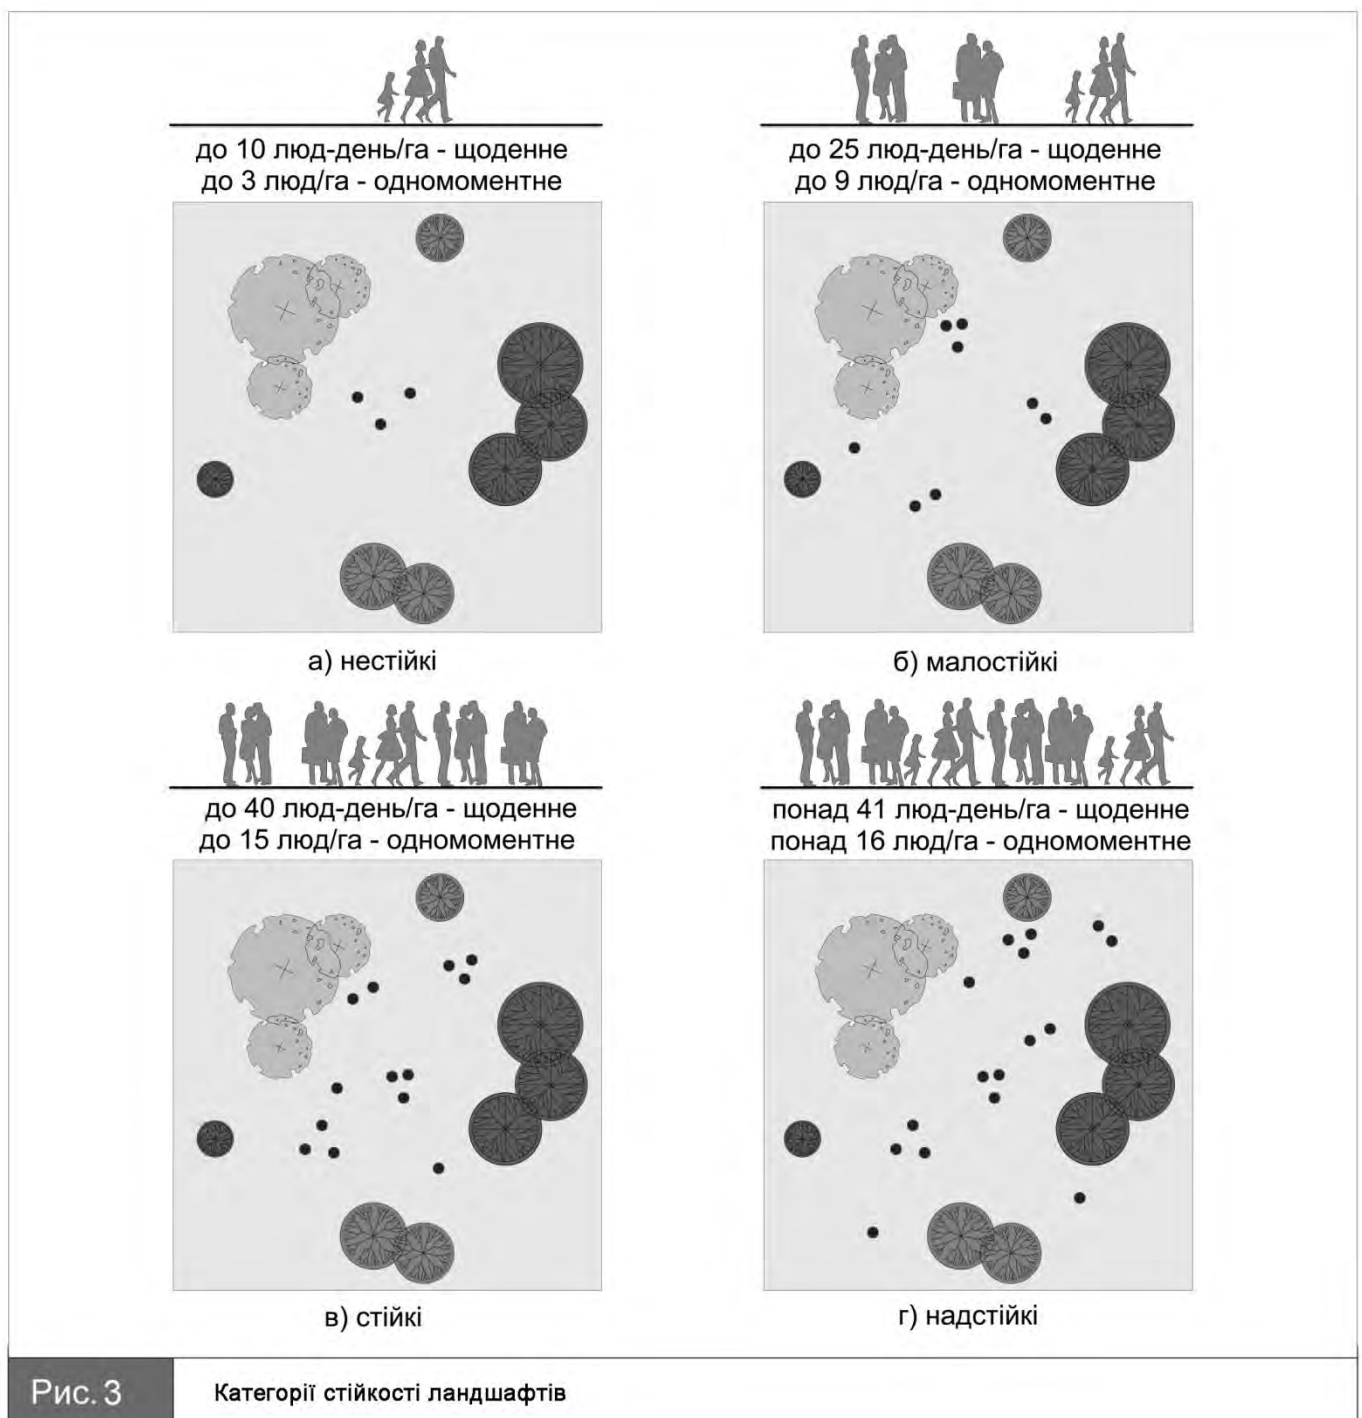 до 10 люд-день/га - щоденне
до 3 люд/га - одномоментне
до 25 люд-день/га - щоденне
до 9 люд/га - одномоментне
а) нестійкі
б) малостійкі
до 40 люд-день/га - щоденне
до 15 люд/га - одномоментне
понад 41 люд-день/га - щоденне
понад 16 люд/га - одномоментне
в) стійкі
г) надстійкі
Рис. 3
Категорії стійкості ландшафтів